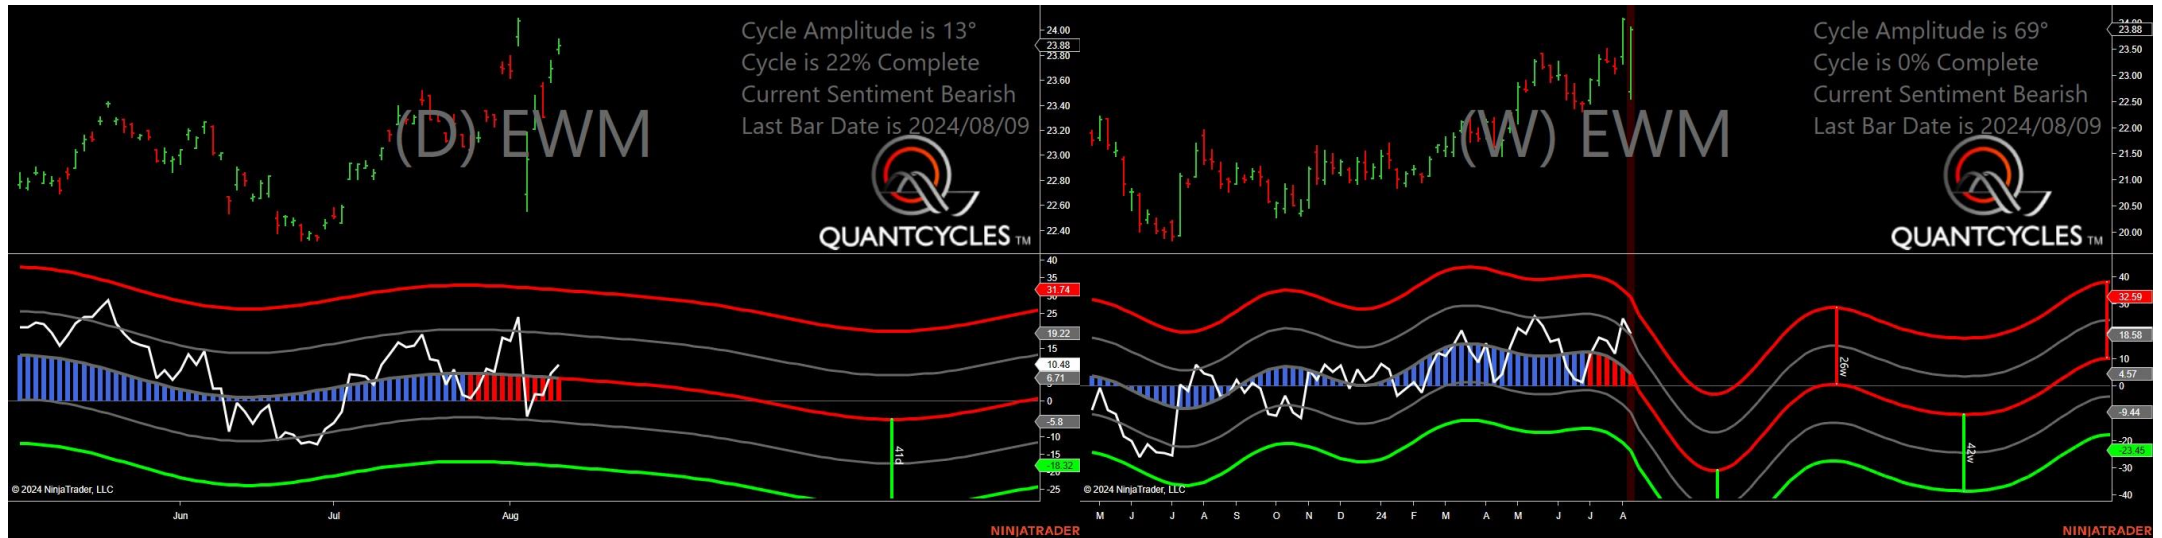 Cycle Amplitude is 13°
Cycle is 22% Complete
Current Sentiment Bearish
Last Bar Date is 2024/08/09
(D) EWM
QUANTCYCLES TM
24.00
23.88
23.80
23.60
23.40
23.20
23.00
22.80
22.60
22.40
40
35
31.74
30
25
19.22
15
10.48
6.71
0
-5.8
-10
-15
-18.32
-25
41d
© 2024 NinjaTrader, LLC
Jun
Jul
Aug
NINJATRADER
Cycle Amplitude is 69°
Cycle is 0% Complete
Current Sentiment Bearish
Last Bar Date is 2024/08/09
(W) EWM
QUANTCYCLES TM
24.00
23.88
23.50
23.00
22.50
22.00
21.50
21.00
20.50
20.00
40
32.59
30
18.58
10
4.57
0
-9.44
-20
-23.45
-30
-40
26w
42w
© 2024 NinjaTrader, LLC
M J J A S O N D 24 F M A M J J A
NINJATRADER